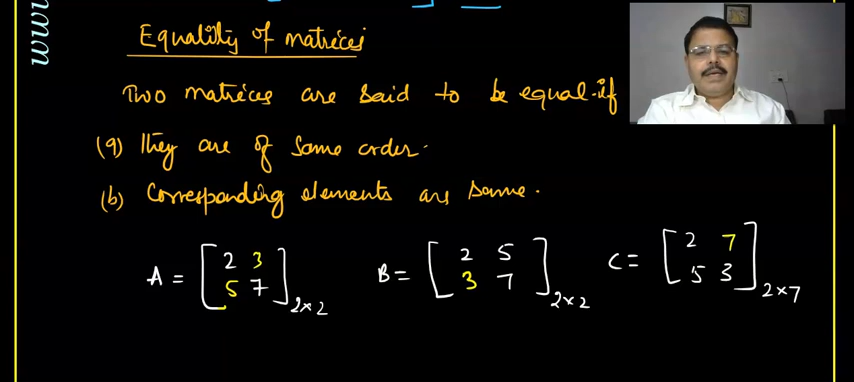 Equality of matrices
Two matrices are said to be equal if
(a) They are of same order.
(b) Corresponding elements are same.
A = [ 2 3 ; 5 7 ] 2×2 B = [ 2 5 ; 3 7 ] 2×2 C = [ 2 7 ; 5 3 ] 2×7